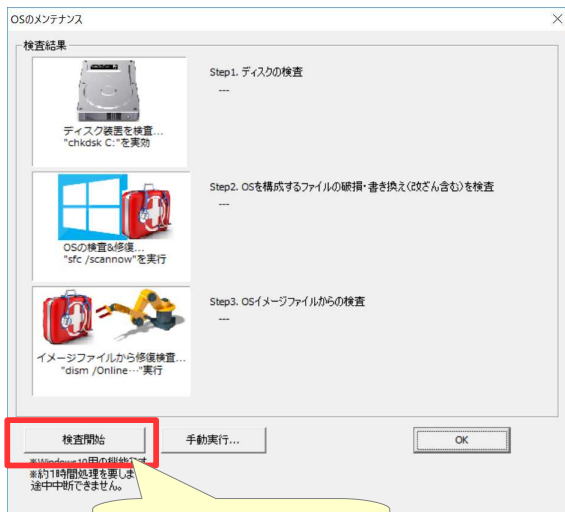 OSのメンテナンス
検査結果
Step1. ディスクの検査
---
ディスク装置を検査...
"chkdsk C:"を実効
Step2. OSを構成するファイルの破損・書き換え(改ざん含む)を検査
---
OSの検査&修復...
"sfc /scannow"を実行
Step3. OSイメージファイルからの検査
---
イメージファイルから修復検査...
"dism /Online…"実行
検査開始
手動実行...
OK
※Windows10用の機能です
※約1時間処理を要しま
途中中断できません。